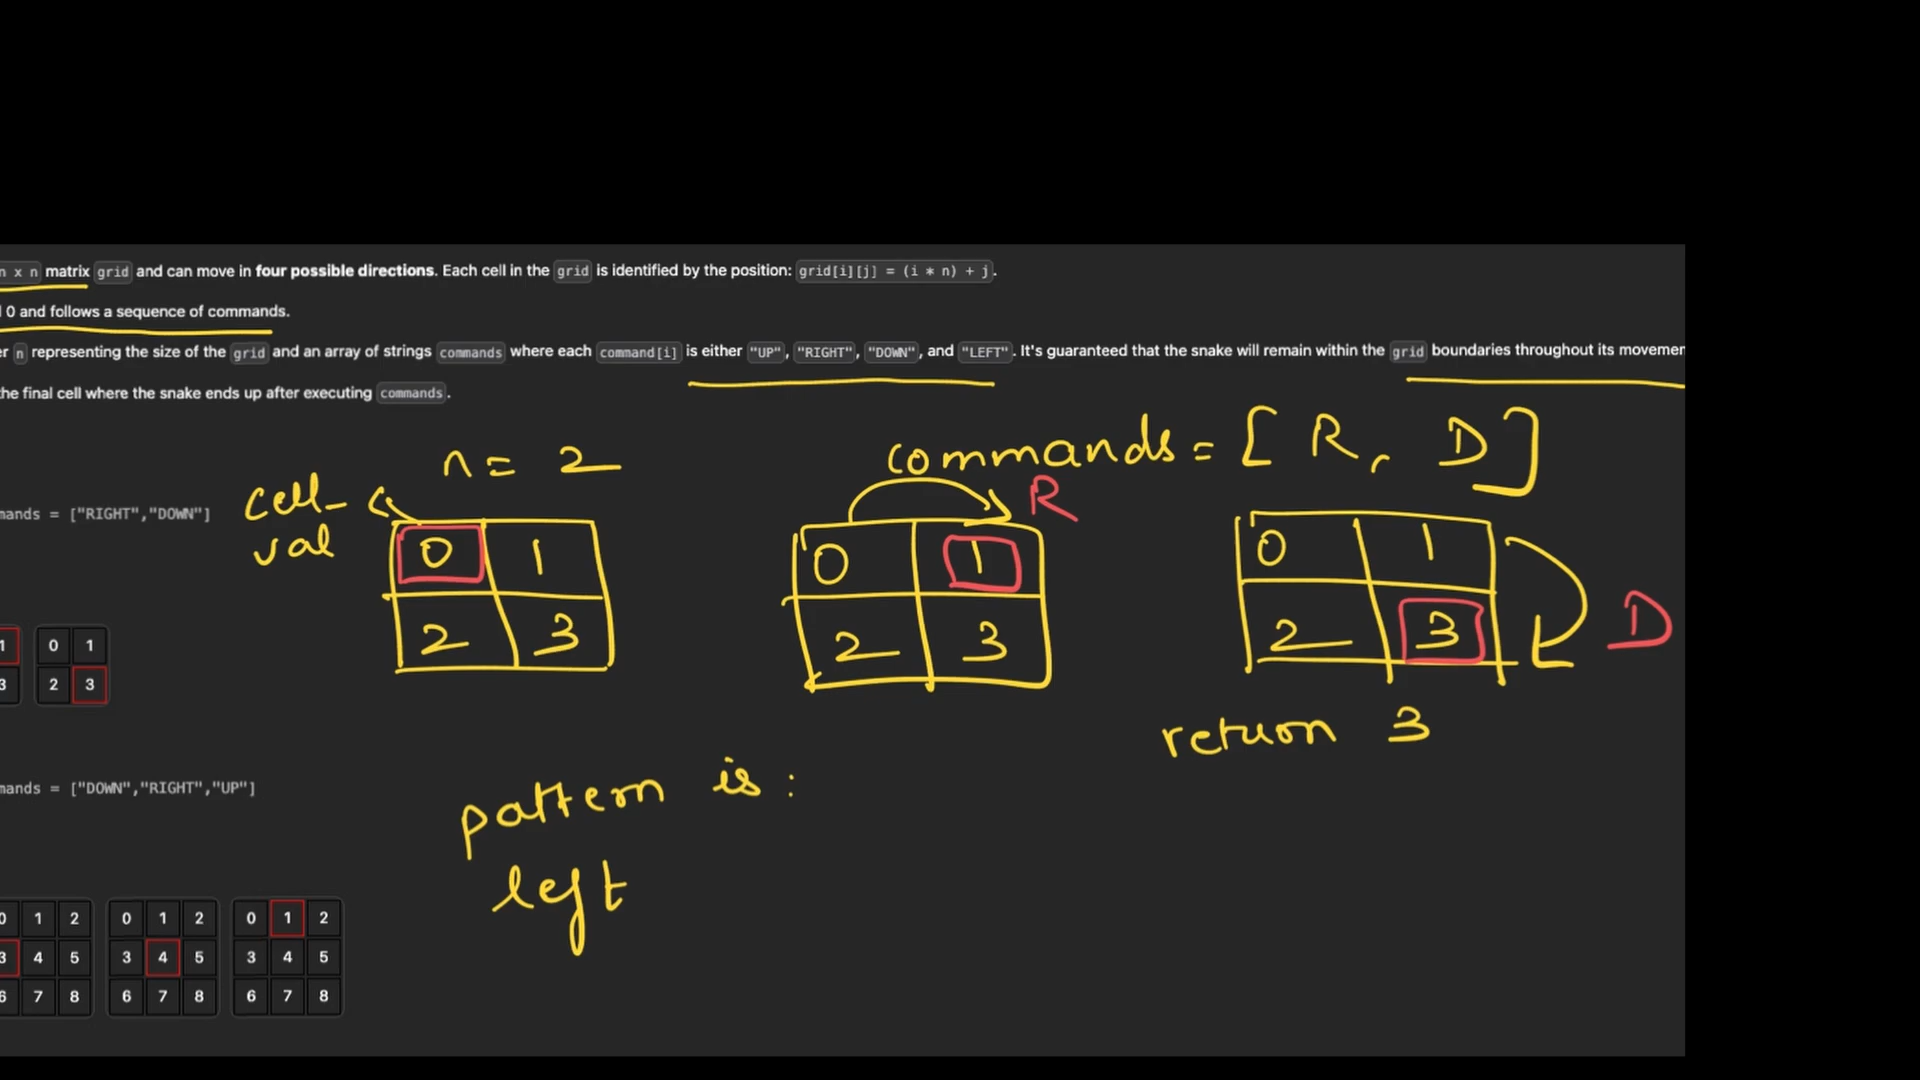 n x n matrix grid and can move in four possible directions. Each cell in the grid is identified by the position: grid[i][j] = (i * n) + j.
0 and follows a sequence of commands.
er n representing the size of the grid and an array of strings commands where each command[i] is either "UP", "RIGHT", "DOWN", and "LEFT". It's guaranteed that the snake will remain within the grid boundaries throughout its movemen
he final cell where the snake ends up after executing commands.
n = 2
commands = [ R, D ]
cell-
val
R
mands = ["RIGHT","DOWN"]
0 1
2 3
0 1
2 3
0 1
2 3
D
1
3
0 1
2 3
return 3
mands = ["DOWN","RIGHT","UP"]
pattern is :
left
0 1 2
3 4 5
6 7 8
0 1 2
3 4 5
6 7 8
0 1 2
3 4 5
6 7 8